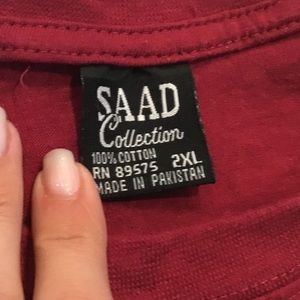 SAAD
Collection
100% COTTON
RN 89575 2XL
MADE IN PAKISTAN